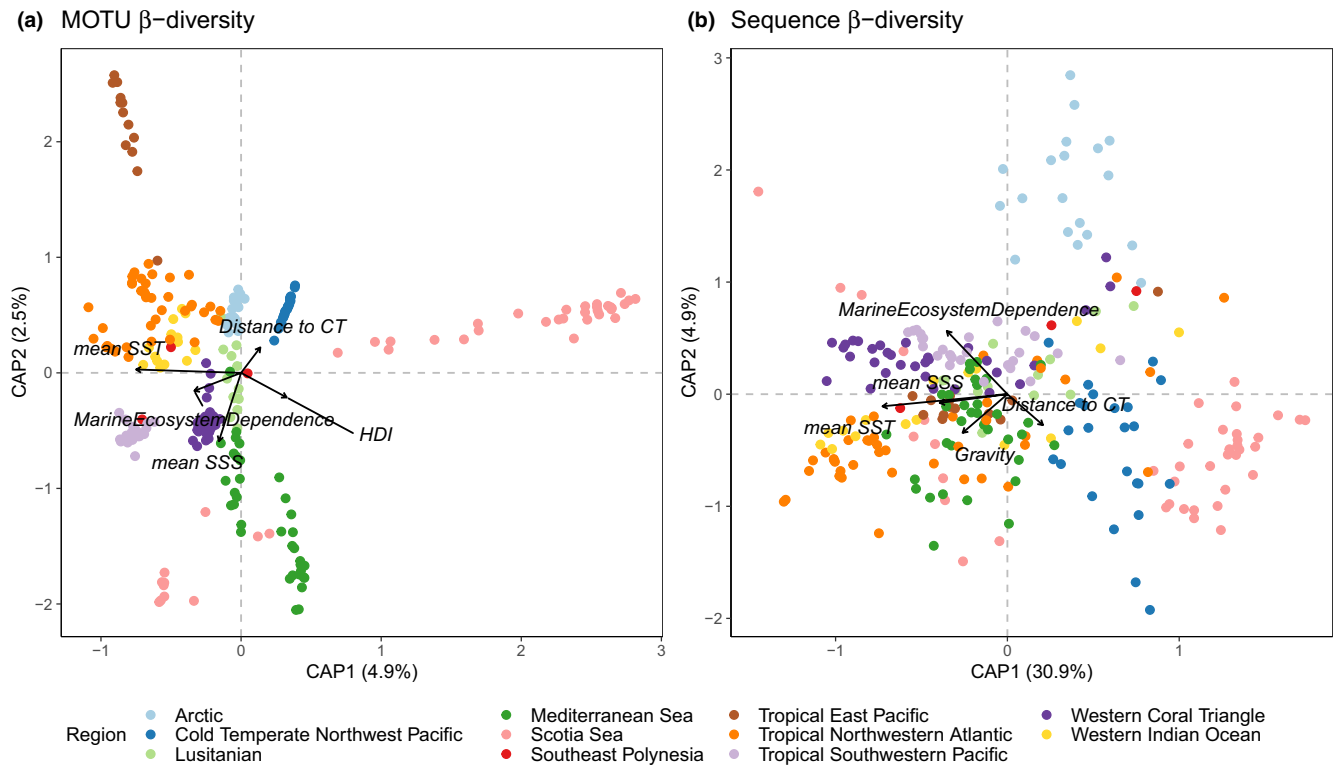 (a) MOTU β−diversity
(b) Sequence β−diversity
CAP2 (2.5%)
2
1
0
−1
−2
Distance to CT
mean SST
MarineEcosystemDependence
HDI
mean SSS
−1
0
1
2
3
CAP1 (4.9%)
CAP2 (4.9%)
3
2
1
0
−1
−2
MarineEcosystemDependence
mean SSS
Distance to CT
mean SST
Gravity
−1
0
1
CAP1 (30.9%)
Region
Arctic
Cold Temperate Northwest Pacific
Lusitanian
Mediterranean Sea
Scotia Sea
Southeast Polynesia
Tropical East Pacific
Tropical Northwestern Atlantic
Tropical Southwestern Pacific
Western Coral Triangle
Western Indian Ocean